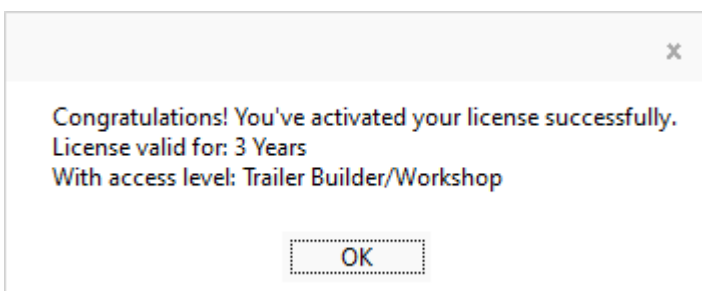 ×
Congratulations! You've activated your license successfully.
License valid for: 3 Years
With access level: Trailer Builder/Workshop
OK